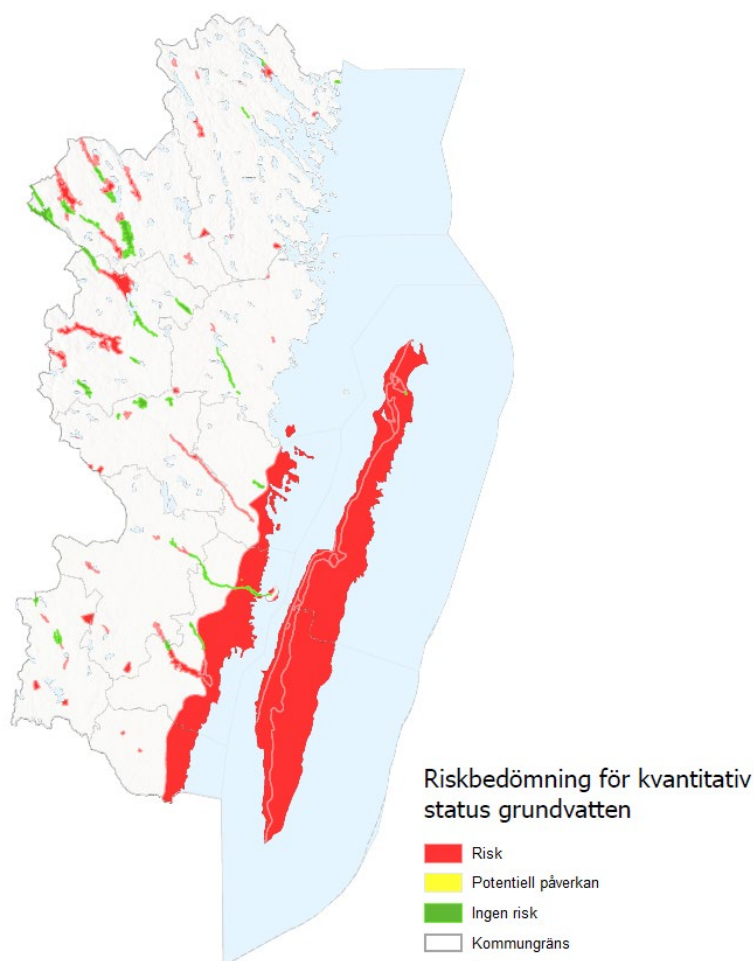 Riskbedömning för kvantitativ
status grundvatten
Risk
Potentiell påverkan
Ingen risk
Kommungräns